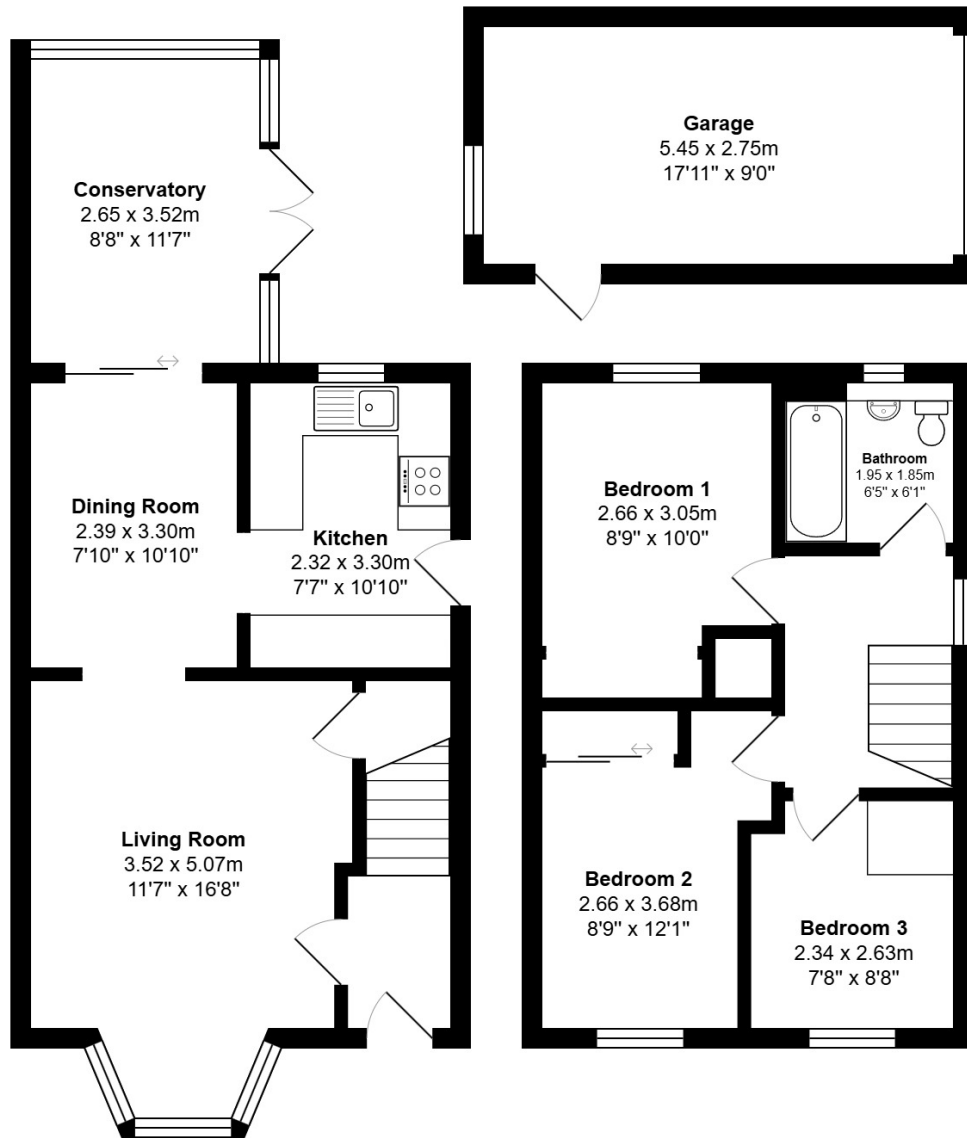 Garage
5.45 x 2.75m
17'11" x 9'0"
Conservatory
2.65 x 3.52m
8'8" x 11'7"
Dining Room
2.39 x 3.30m
7'10" x 10'10"
Kitchen
2.32 x 3.30m
7'7" x 10'10"
Living Room
3.52 x 5.07m
11'7" x 16'8"
Bedroom 1
2.66 x 3.05m
8'9" x 10'0"
Bathroom
1.95 x 1.85m
6'5" x 6'1"
Bedroom 2
2.66 x 3.68m
8'9" x 12'1"
Bedroom 3
2.34 x 2.63m
7'8" x 8'8"